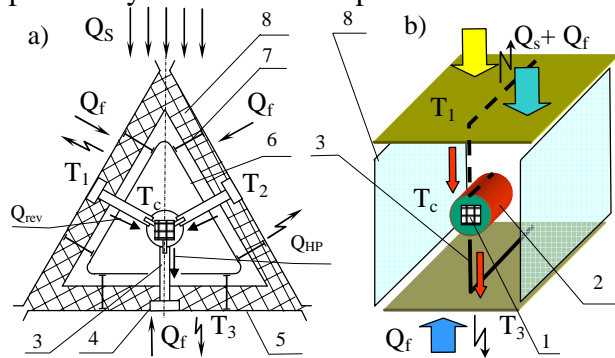 a)
Q_S
8
7
Q_f
Q_f
6
T_1
T_c
T_2
Q_rev
Q_HP
3
4
Q_f
T_3
5
b)
8
Q_s+ Q_f
T_1
3
T_c
2
Q_f
T_3
1